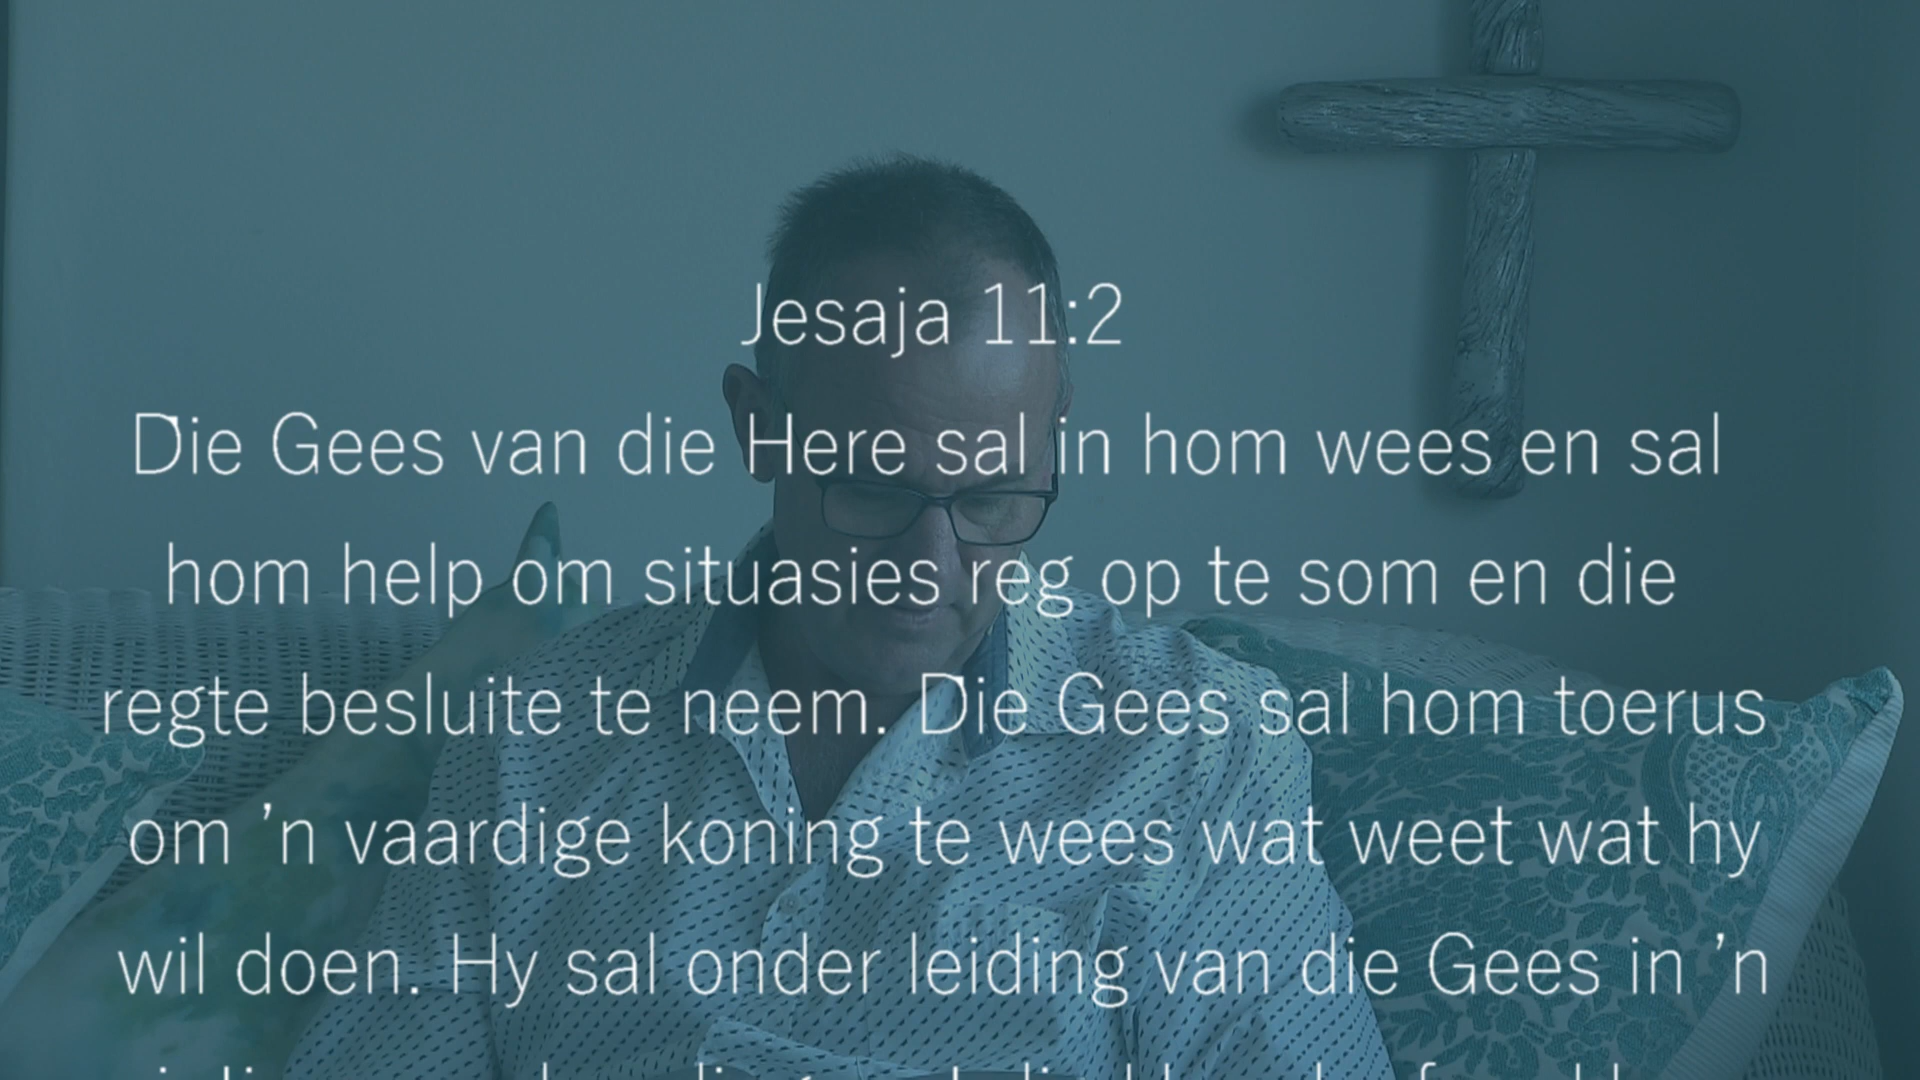 Jesaja 11:2
Die Gees van die Here sal in hom wees en sal
hom help om situasies reg op te som en die
regte besluite te neem. Die Gees sal hom toerus
om ’n vaardige koning te wees wat weet wat hy
wil doen. Hy sal onder leiding van die Gees in ’n